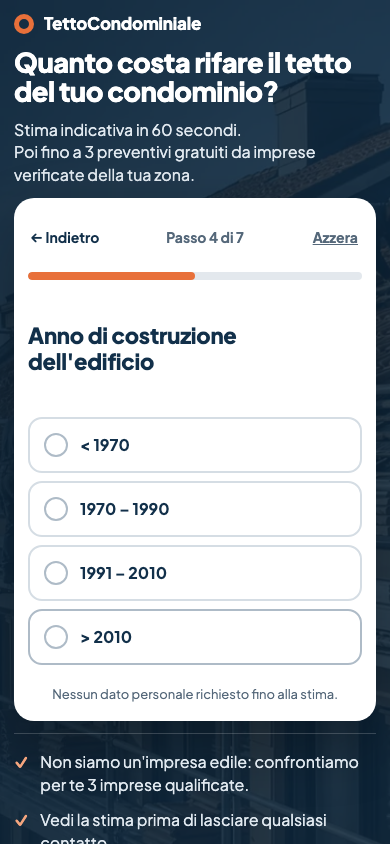 TettoCondominiale
Quanto costa rifare il tetto
del tuo condominio?
Stima indicativa in 60 secondi.
Poi fino a 3 preventivi gratuiti da imprese
verificate della tua zona.
← Indietro
Passo 4 di 7
Azzera
Anno di costruzione
dell'edificio
< 1970
1970 – 1990
1991 – 2010
> 2010
Nessun dato personale richiesto fino alla stima.
Non siamo un'impresa edile: confrontiamo
per te 3 imprese qualificate.
Vedi la stima prima di lasciare qualsiasi
contatto.